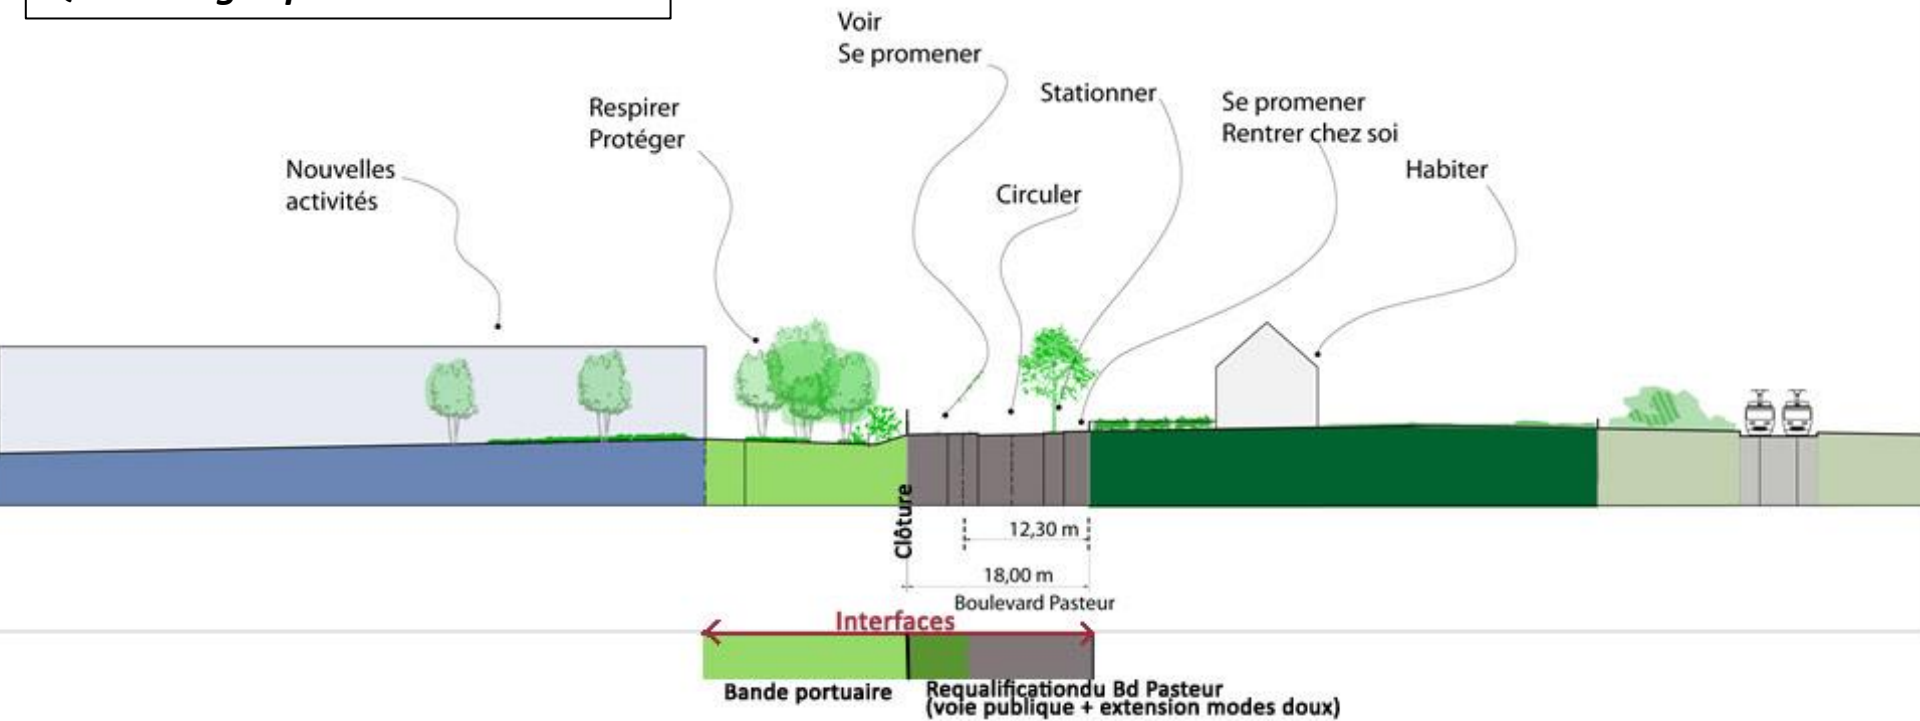 Voir
Se promener
Stationner
Se promener
Rentrer chez soi
Respirer
Protéger
Habiter
Nouvelles
activités
Circuler
Clôture
12,30 m
18,00 m
Boulevard Pasteur
Interfaces
Bande portuaire
Requalificationdu Bd Pasteur
(voie publique + extension modes doux)